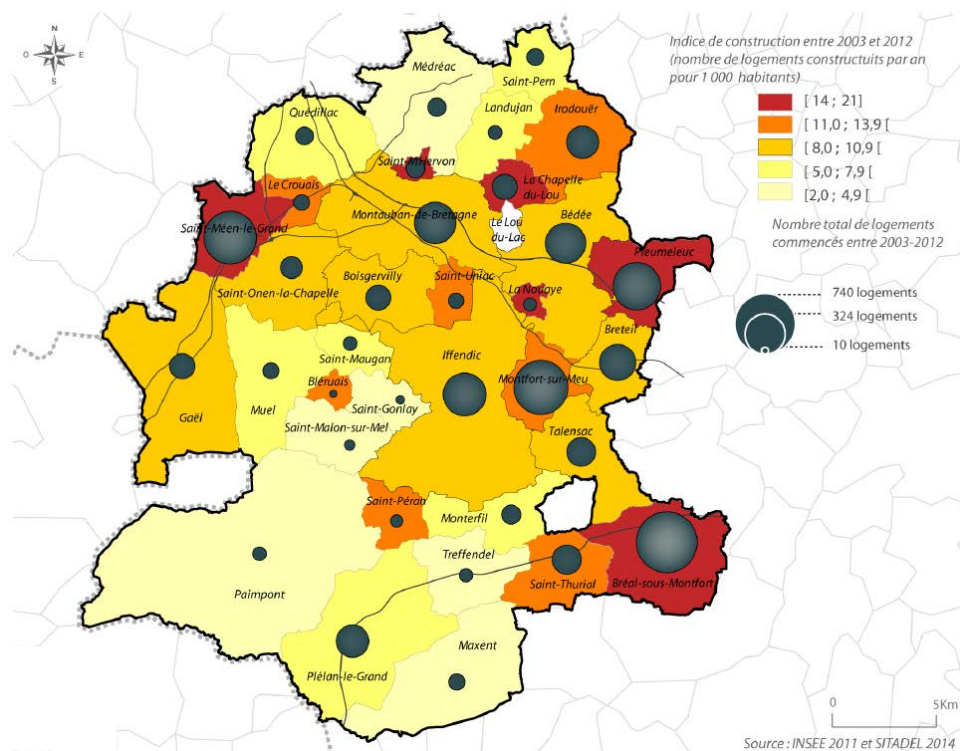 N
O
E
S
Indice de construction entre 2003 et 2012
(nombre de logements constructuits par an
pour 1 000 habitants)
[ 14 ; 21]
[ 11,0 ; 13,9 [
[ 8,0 ; 10,9 [
[ 5,0 ; 7,9 [
[ 2,0 ; 4,9 [
Nombre total de logements
commencés entre 2003-2012
740 logements
324 logements
10 logements
Médréac
Saint-Pern
Landujan
Irodouër
Quédillac
Saint-M'Hervon
Le Crouais
La Chapelle
du-Lou
Saint-Méen-le-Grand
Montauban-de-Bretagne
Le Lou
du-Lac
Bédée
Pleumeleuc
Saint-Onen-la-Chapelle
Boisgervilly
Saint-Uniac
La Nouaye
Breteil
Saint-Maugan
Iffendic
Montfort-sur-Meu
Bléruais
Saint-Gonlay
Gaël
Muel
Saint-Malon-sur-Mel
Talensac
Saint-Péran
Monterfil
Treffendel
Paimpont
Saint-Thurial
Bréal-sous-Montfort
Maxent
Plélan-le-Grand
0
5Km
Source : INSEE 2011 et SITADEL 2014